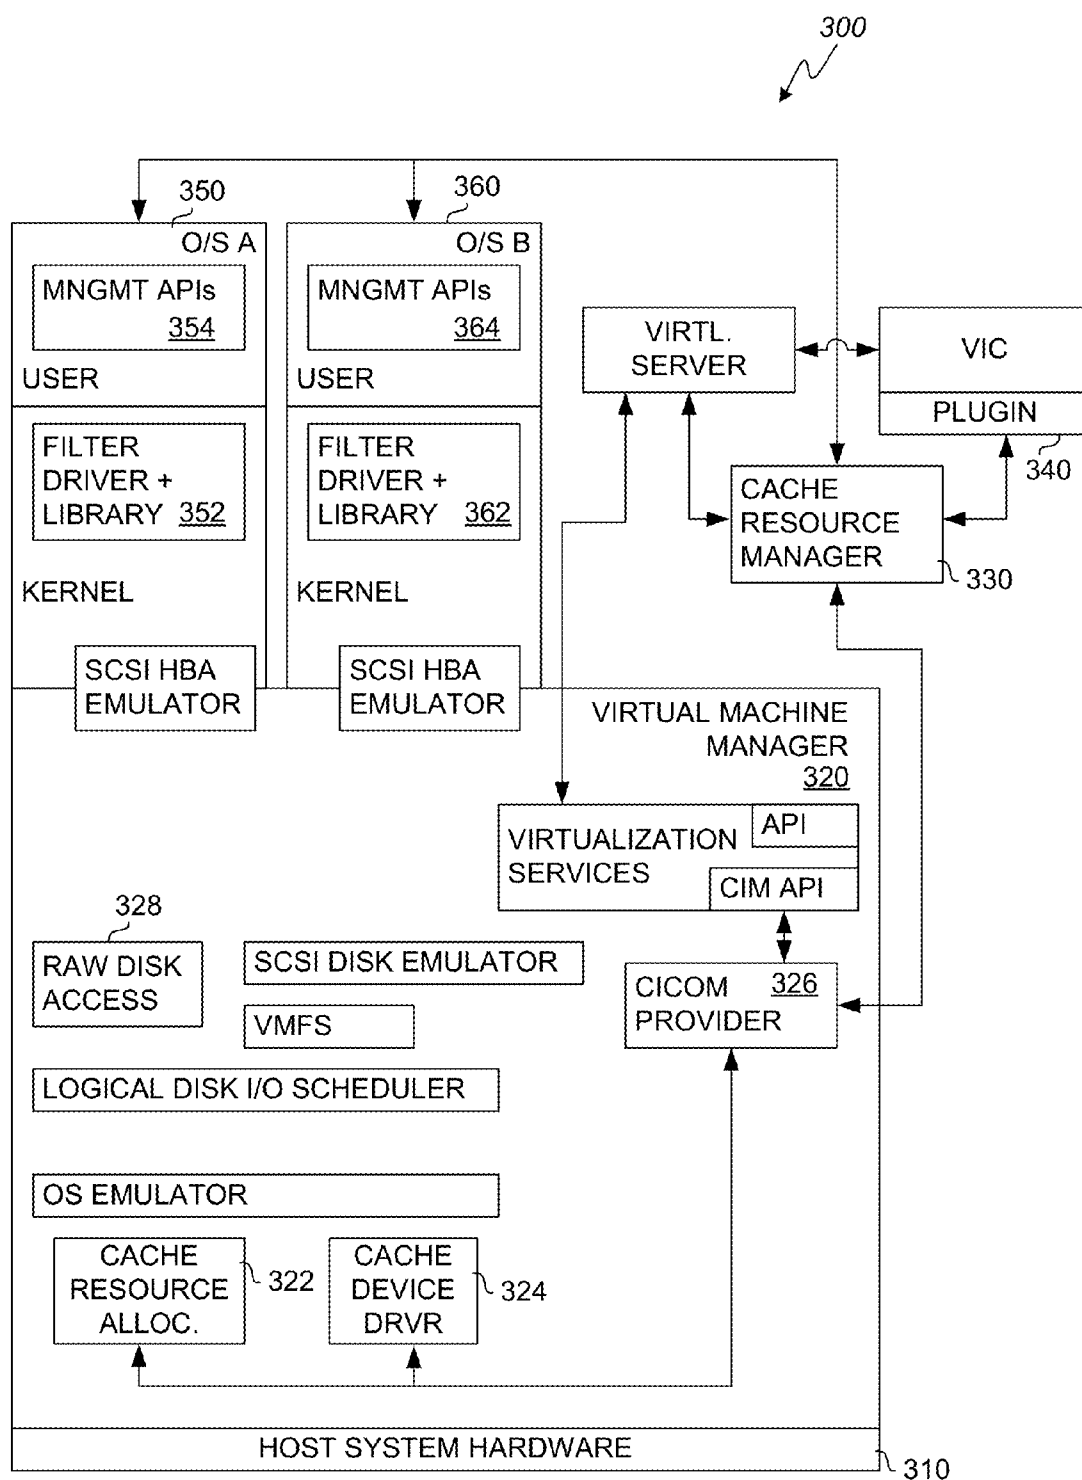 300
350
O/S A
MNGMT APIs
354
USER
FILTER
DRIVER +
LIBRARY 352
KERNEL
SCSI HBA
EMULATOR
360
O/S B
MNGMT APIs
364
USER
FILTER
DRIVER +
LIBRARY 362
KERNEL
SCSI HBA
EMULATOR
VIRTL.
SERVER
VIC
PLUGIN
340
CACHE
RESOURCE
MANAGER
330
VIRTUAL MACHINE
MANAGER
320
VIRTUALIZATION
SERVICES
API
CIM API
328
RAW DISK
ACCESS
SCSI DISK EMULATOR
VMFS
326
CICOM
PROVIDER
LOGICAL DISK I/O SCHEDULER
OS EMULATOR
CACHE
RESOURCE
ALLOC.
322
CACHE
DEVICE
DRVR
324
HOST SYSTEM HARDWARE
310